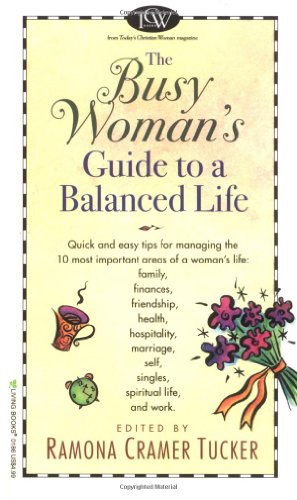 TCW
from Today's Christian Woman magazine
The
Busy
Woman's
Guide to a
Balanced Life
Quick and easy tips for managing the
10 most important areas of a woman's life:
family,
finances,
friendship,
health,
hospitality,
marriage,
self,
singles,
spiritual life,
and work.
EDITED BY
RAMONA CRAMER TUCKER
LIVING BOOKS®